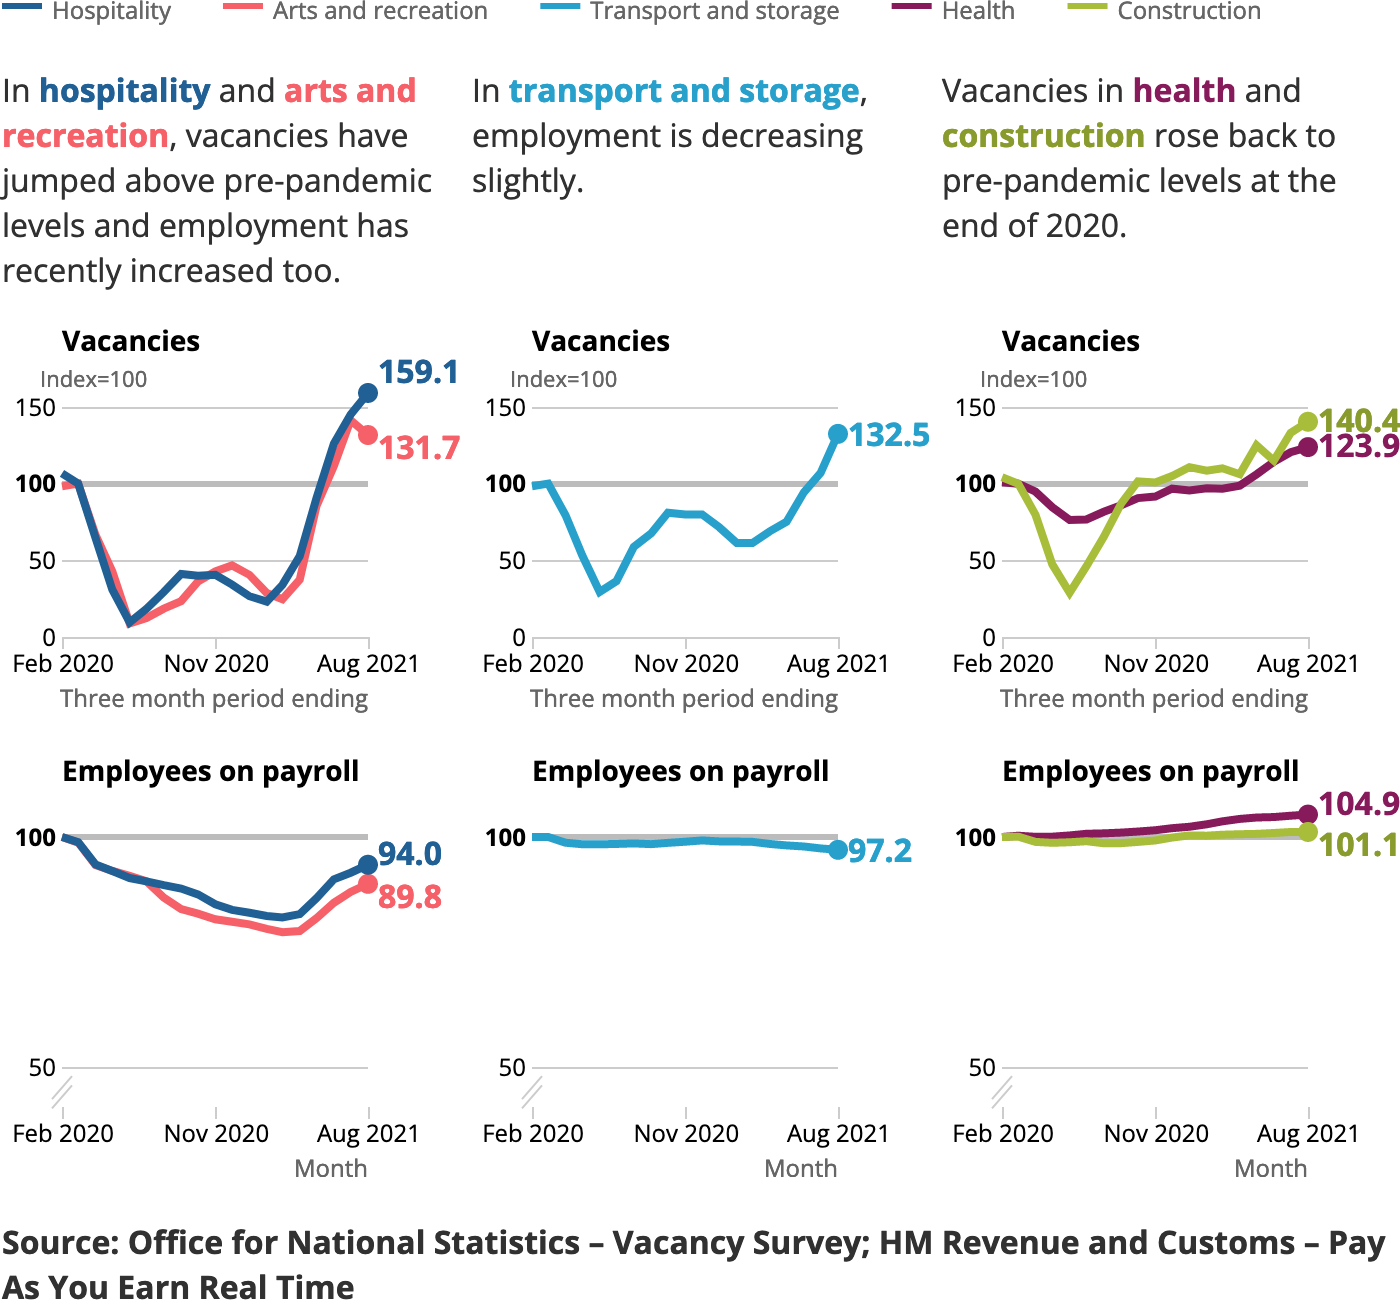 Hospitality
Arts and recreation
Transport and storage
Health
Construction
In hospitality and arts and
recreation, vacancies have
jumped above pre-pandemic
levels and employment has
recently increased too.
In transport and storage,
employment is decreasing
slightly.
Vacancies in health and
construction rose back to
pre-pandemic levels at the
end of 2020.
Vacancies
Index=100
159.1
150
131.7
100
50
0
Feb 2020 Nov 2020 Aug 2021
Three month period ending
Vacancies
Index=100
150
132.5
100
50
0
Feb 2020 Nov 2020 Aug 2021
Three month period ending
Vacancies
Index=100
150
140.4
123.9
100
50
0
Feb 2020 Nov 2020 Aug 2021
Three month period ending
Employees on payroll
100
94.0
89.8
50
Feb 2020 Nov 2020 Aug 2021
Month
Employees on payroll
100
97.2
50
Feb 2020 Nov 2020 Aug 2021
Month
Employees on payroll
104.9
100
101.1
50
Feb 2020 Nov 2020 Aug 2021
Month
Source: Office for National Statistics – Vacancy Survey; HM Revenue and Customs – Pay
As You Earn Real Time